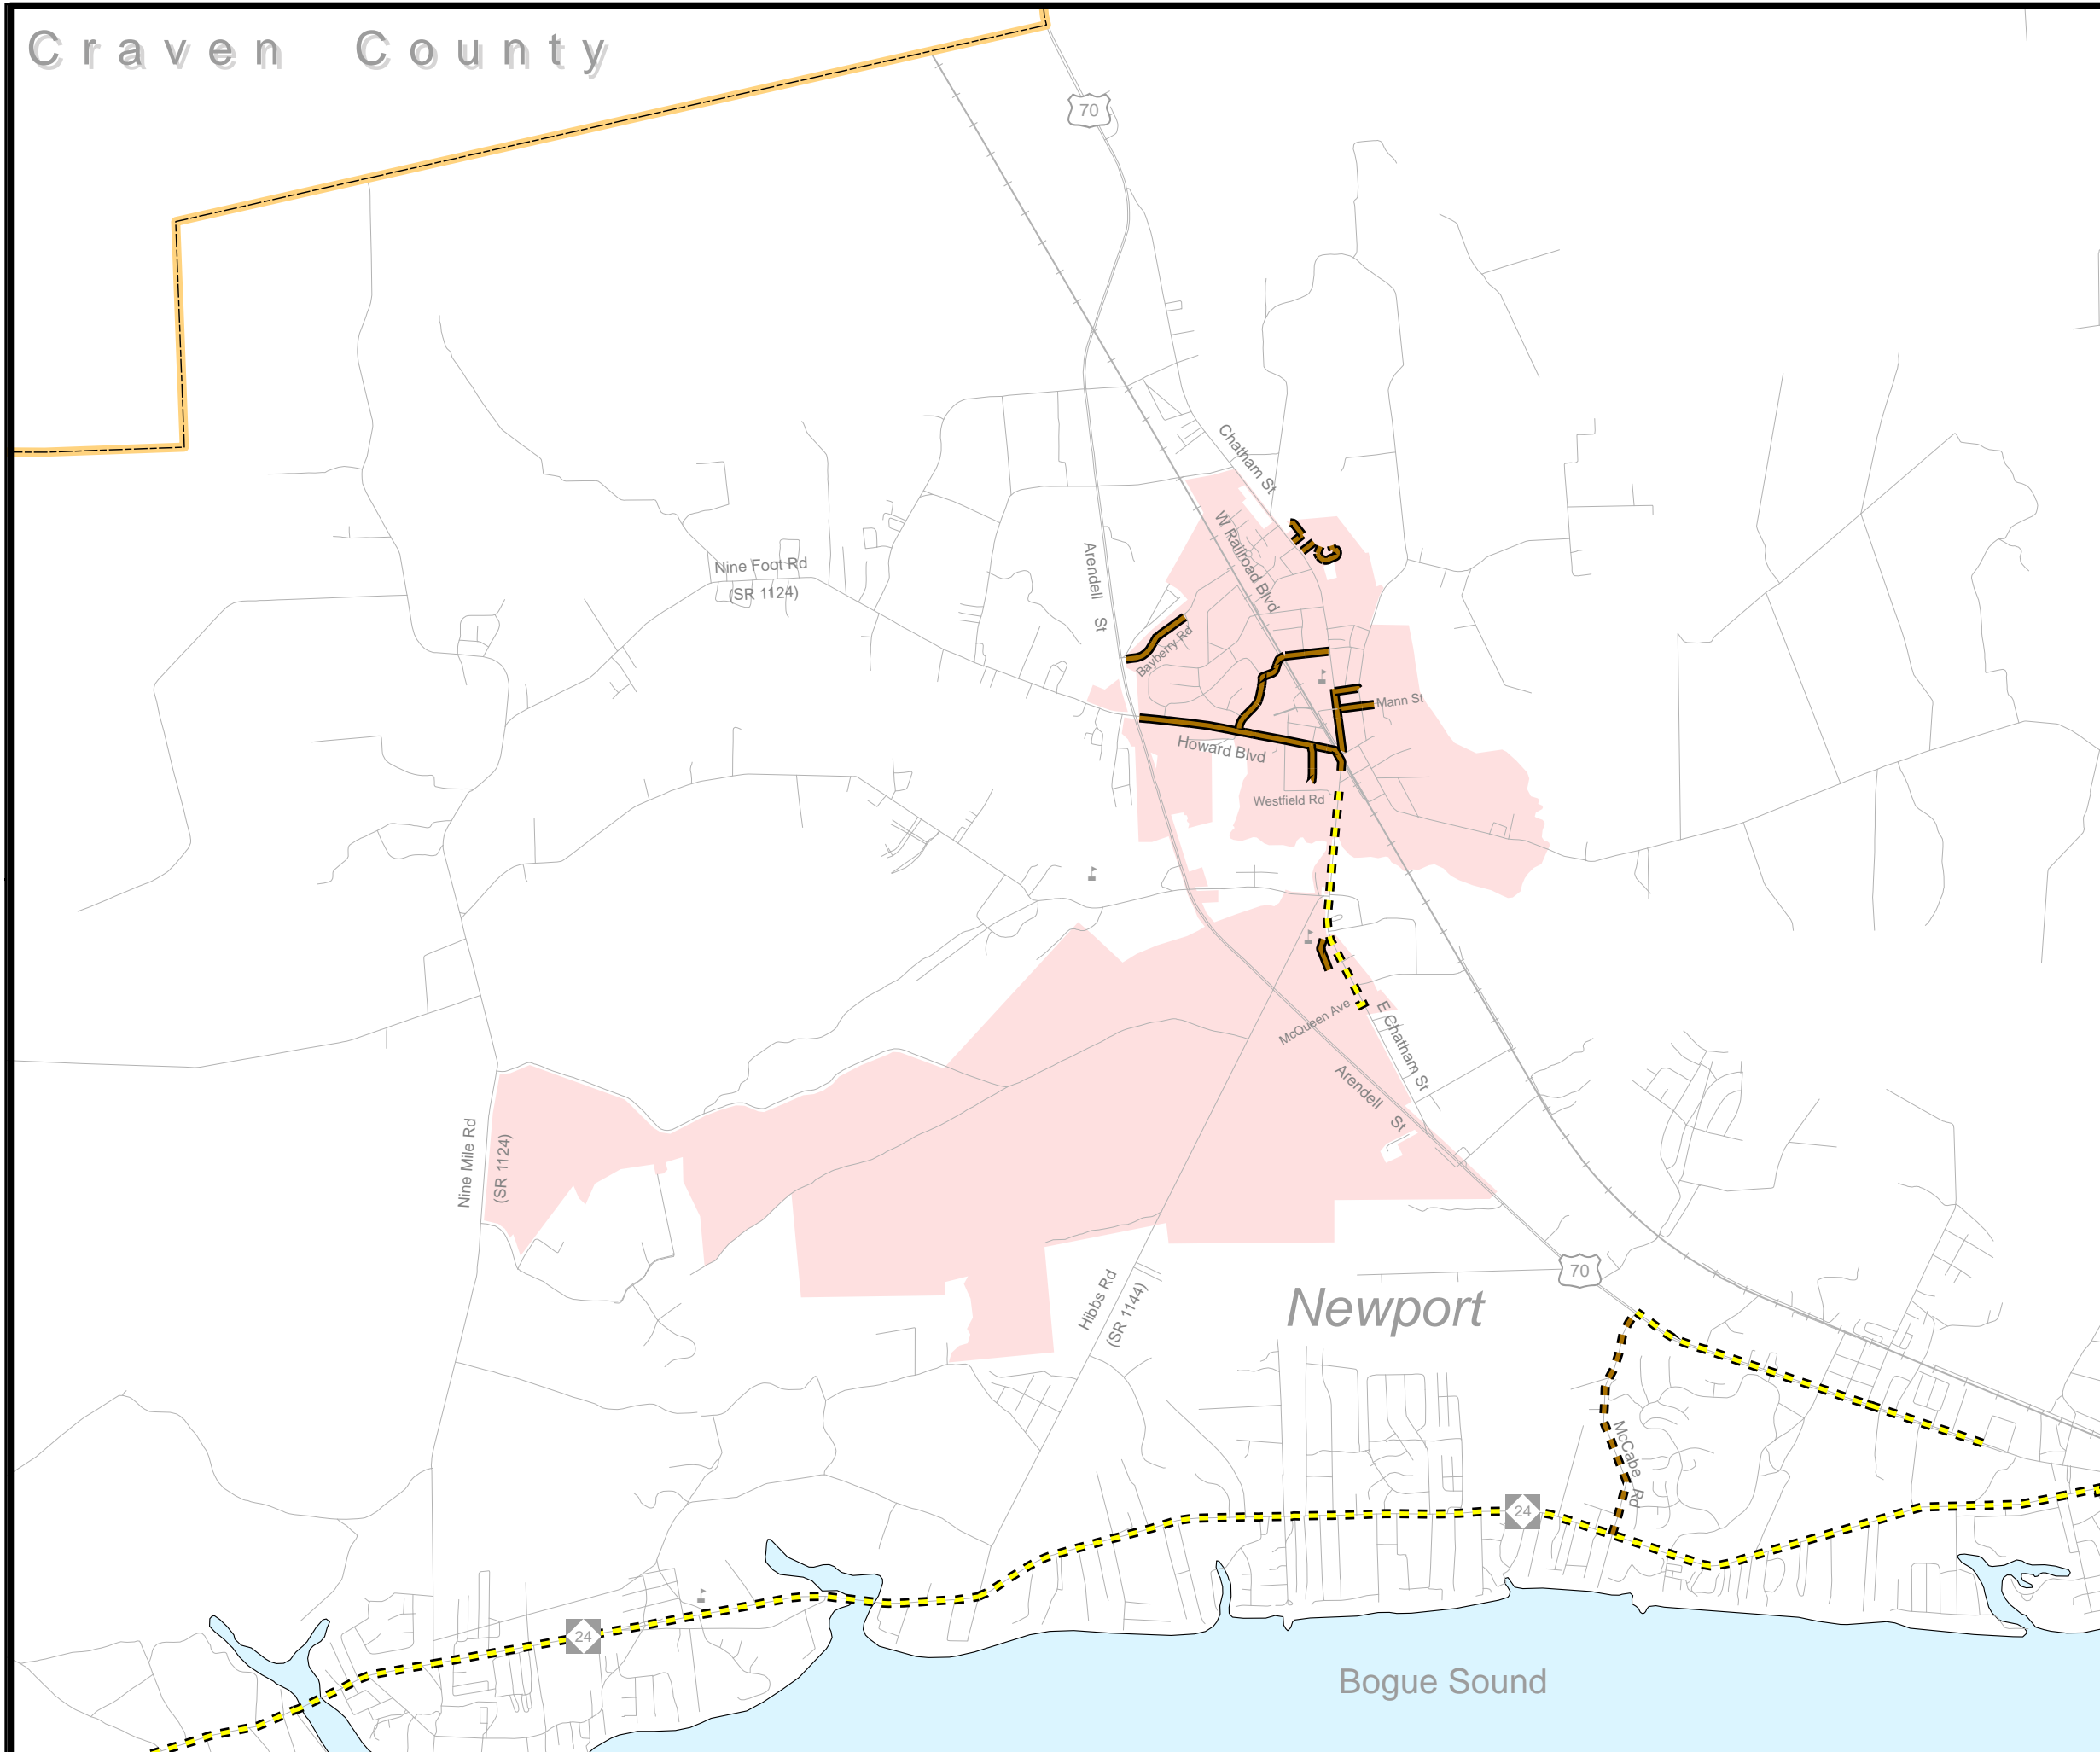 Craven County
70
Chatham St
W Railroad Blvd
Arendell St
Nine Foot Rd
(SR 1124)
Bayberry Rd
Mann St
Howard Blvd
Westfield Rd
McQueen Ave
E Chatham St
Arendell St
Nine Mile Rd
(SR 1124)
Hibbs Rd
(SR 1144)
70
Newport
McCabe Rd
24
24
Bogue Sound